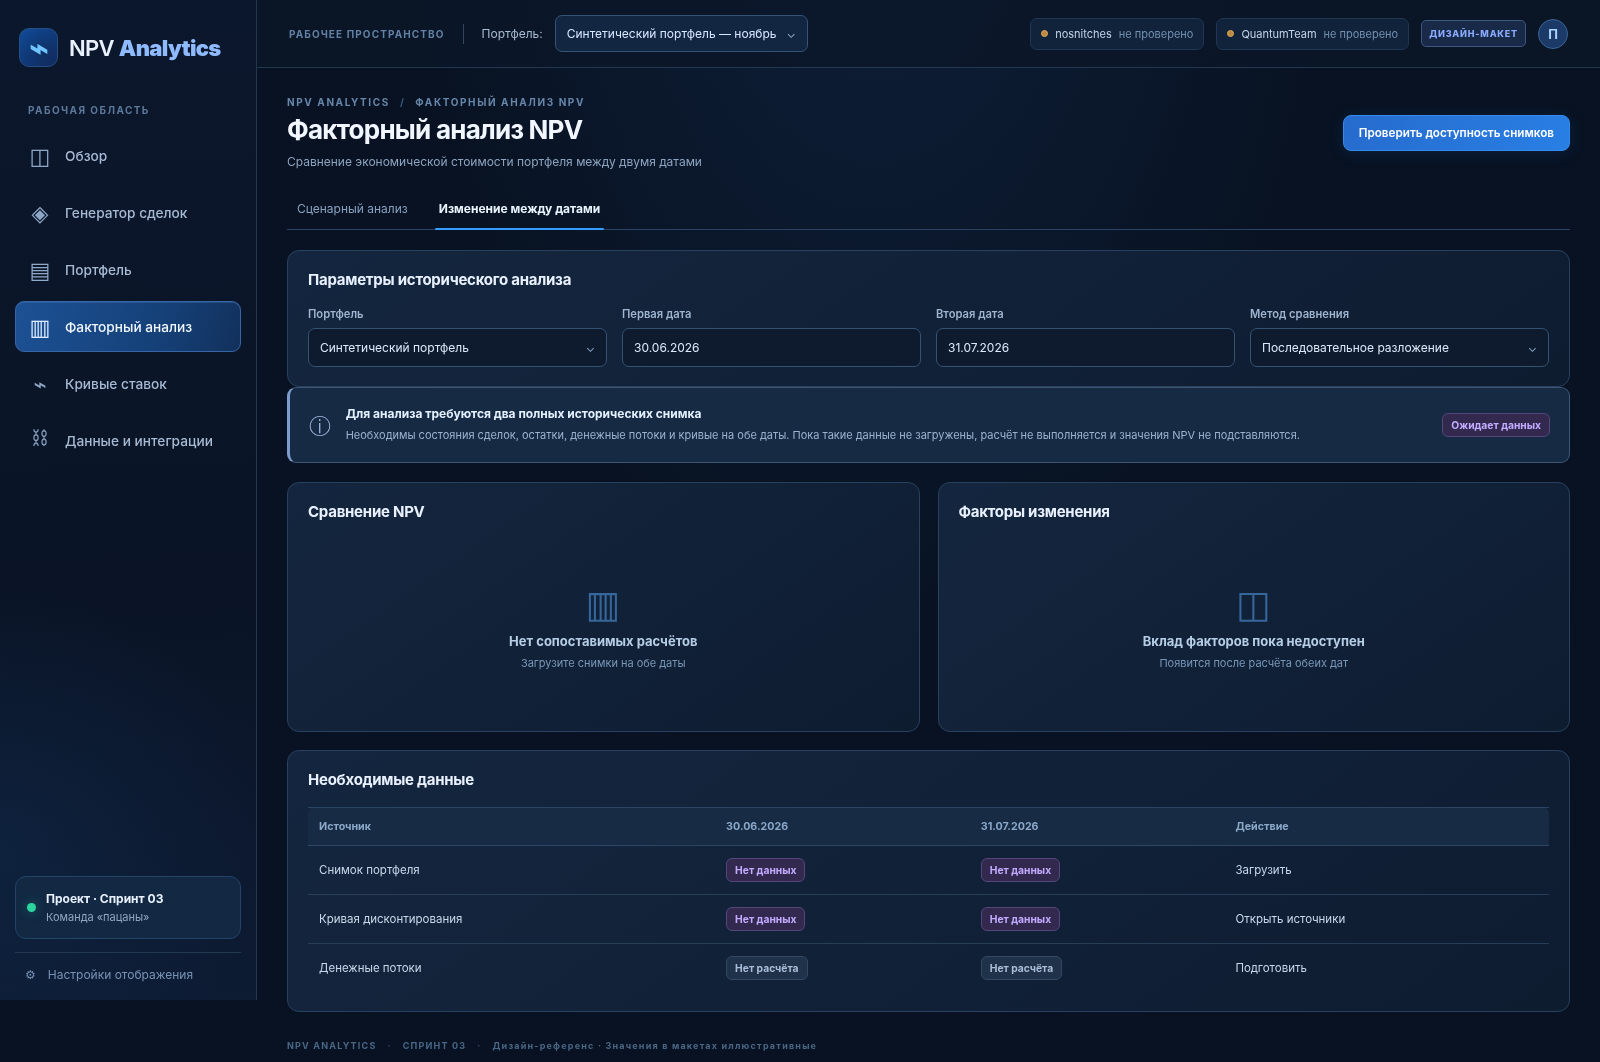 NPV Analytics
РАБОЧЕЕ ПРОСТРАНСТВО
Портфель:
Синтетический портфель — ноябрь
nosnitches не проверено
QuantumTeam не проверено
ДИЗАЙН-МАКЕТ
П
РАБОЧАЯ ОБЛАСТЬ
Обзор
Генератор сделок
Портфель
Факторный анализ
Кривые ставок
Данные и интеграции
Проект · Спринт 03
Команда «пацаны»
Настройки отображения
NPV ANALYTICS / ФАКТОРНЫЙ АНАЛИЗ NPV
Факторный анализ NPV
Сравнение экономической стоимости портфеля между двумя датами
Проверить доступность снимков
Сценарный анализ
Изменение между датами
Параметры исторического анализа
Портфель
Первая дата
Вторая дата
Метод сравнения
Синтетический портфель
30.06.2026
31.07.2026
Последовательное разложение
Для анализа требуются два полных исторических снимка
Необходимы состояния сделок, остатки, денежные потоки и кривые на обе даты. Пока такие данные не загружены, расчёт не выполняется и значения NPV не подставляются.
Ожидает данных
Сравнение NPV
Нет сопоставимых расчётов
Загрузите снимки на обе даты
Факторы изменения
Вклад факторов пока недоступен
Появится после расчёта обеих дат
Необходимые данные
Источник 30.06.2026 31.07.2026 Действие
Снимок портфеля Нет данных Нет данных Загрузить
Кривая дисконтирования Нет данных Нет данных Открыть источники
Денежные потоки Нет расчёта Нет расчёта Подготовить
NPV ANALYTICS · СПРИНТ 03 · Дизайн-референс · Значения в макетах иллюстративные